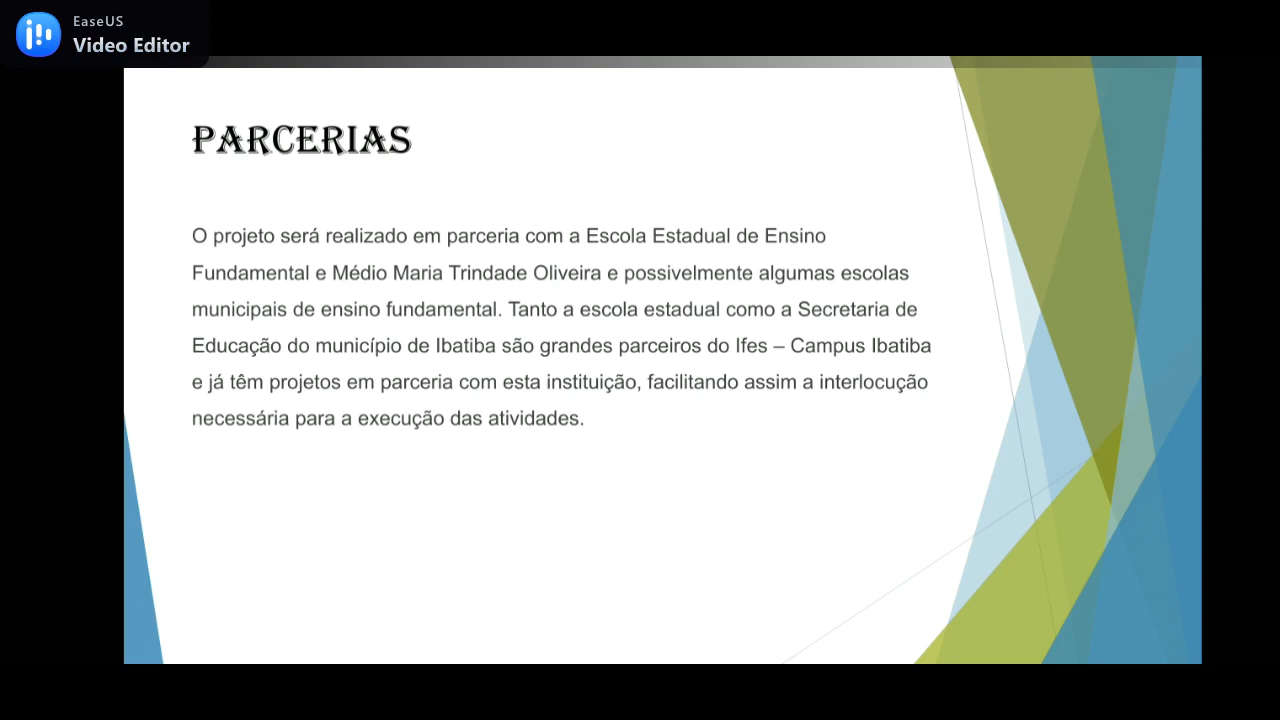 EaseUS
Video Editor
PARCERIAS
O projeto será realizado em parceria com a Escola Estadual de Ensino
Fundamental e Médio Maria Trindade Oliveira e possivelmente algumas escolas
municipais de ensino fundamental. Tanto a escola estadual como a Secretaria de
Educação do município de Ibatiba são grandes parceiros do Ifes – Campus Ibatiba
e já têm projetos em parceria com esta instituição, facilitando assim a interlocução
necessária para a execução das atividades.